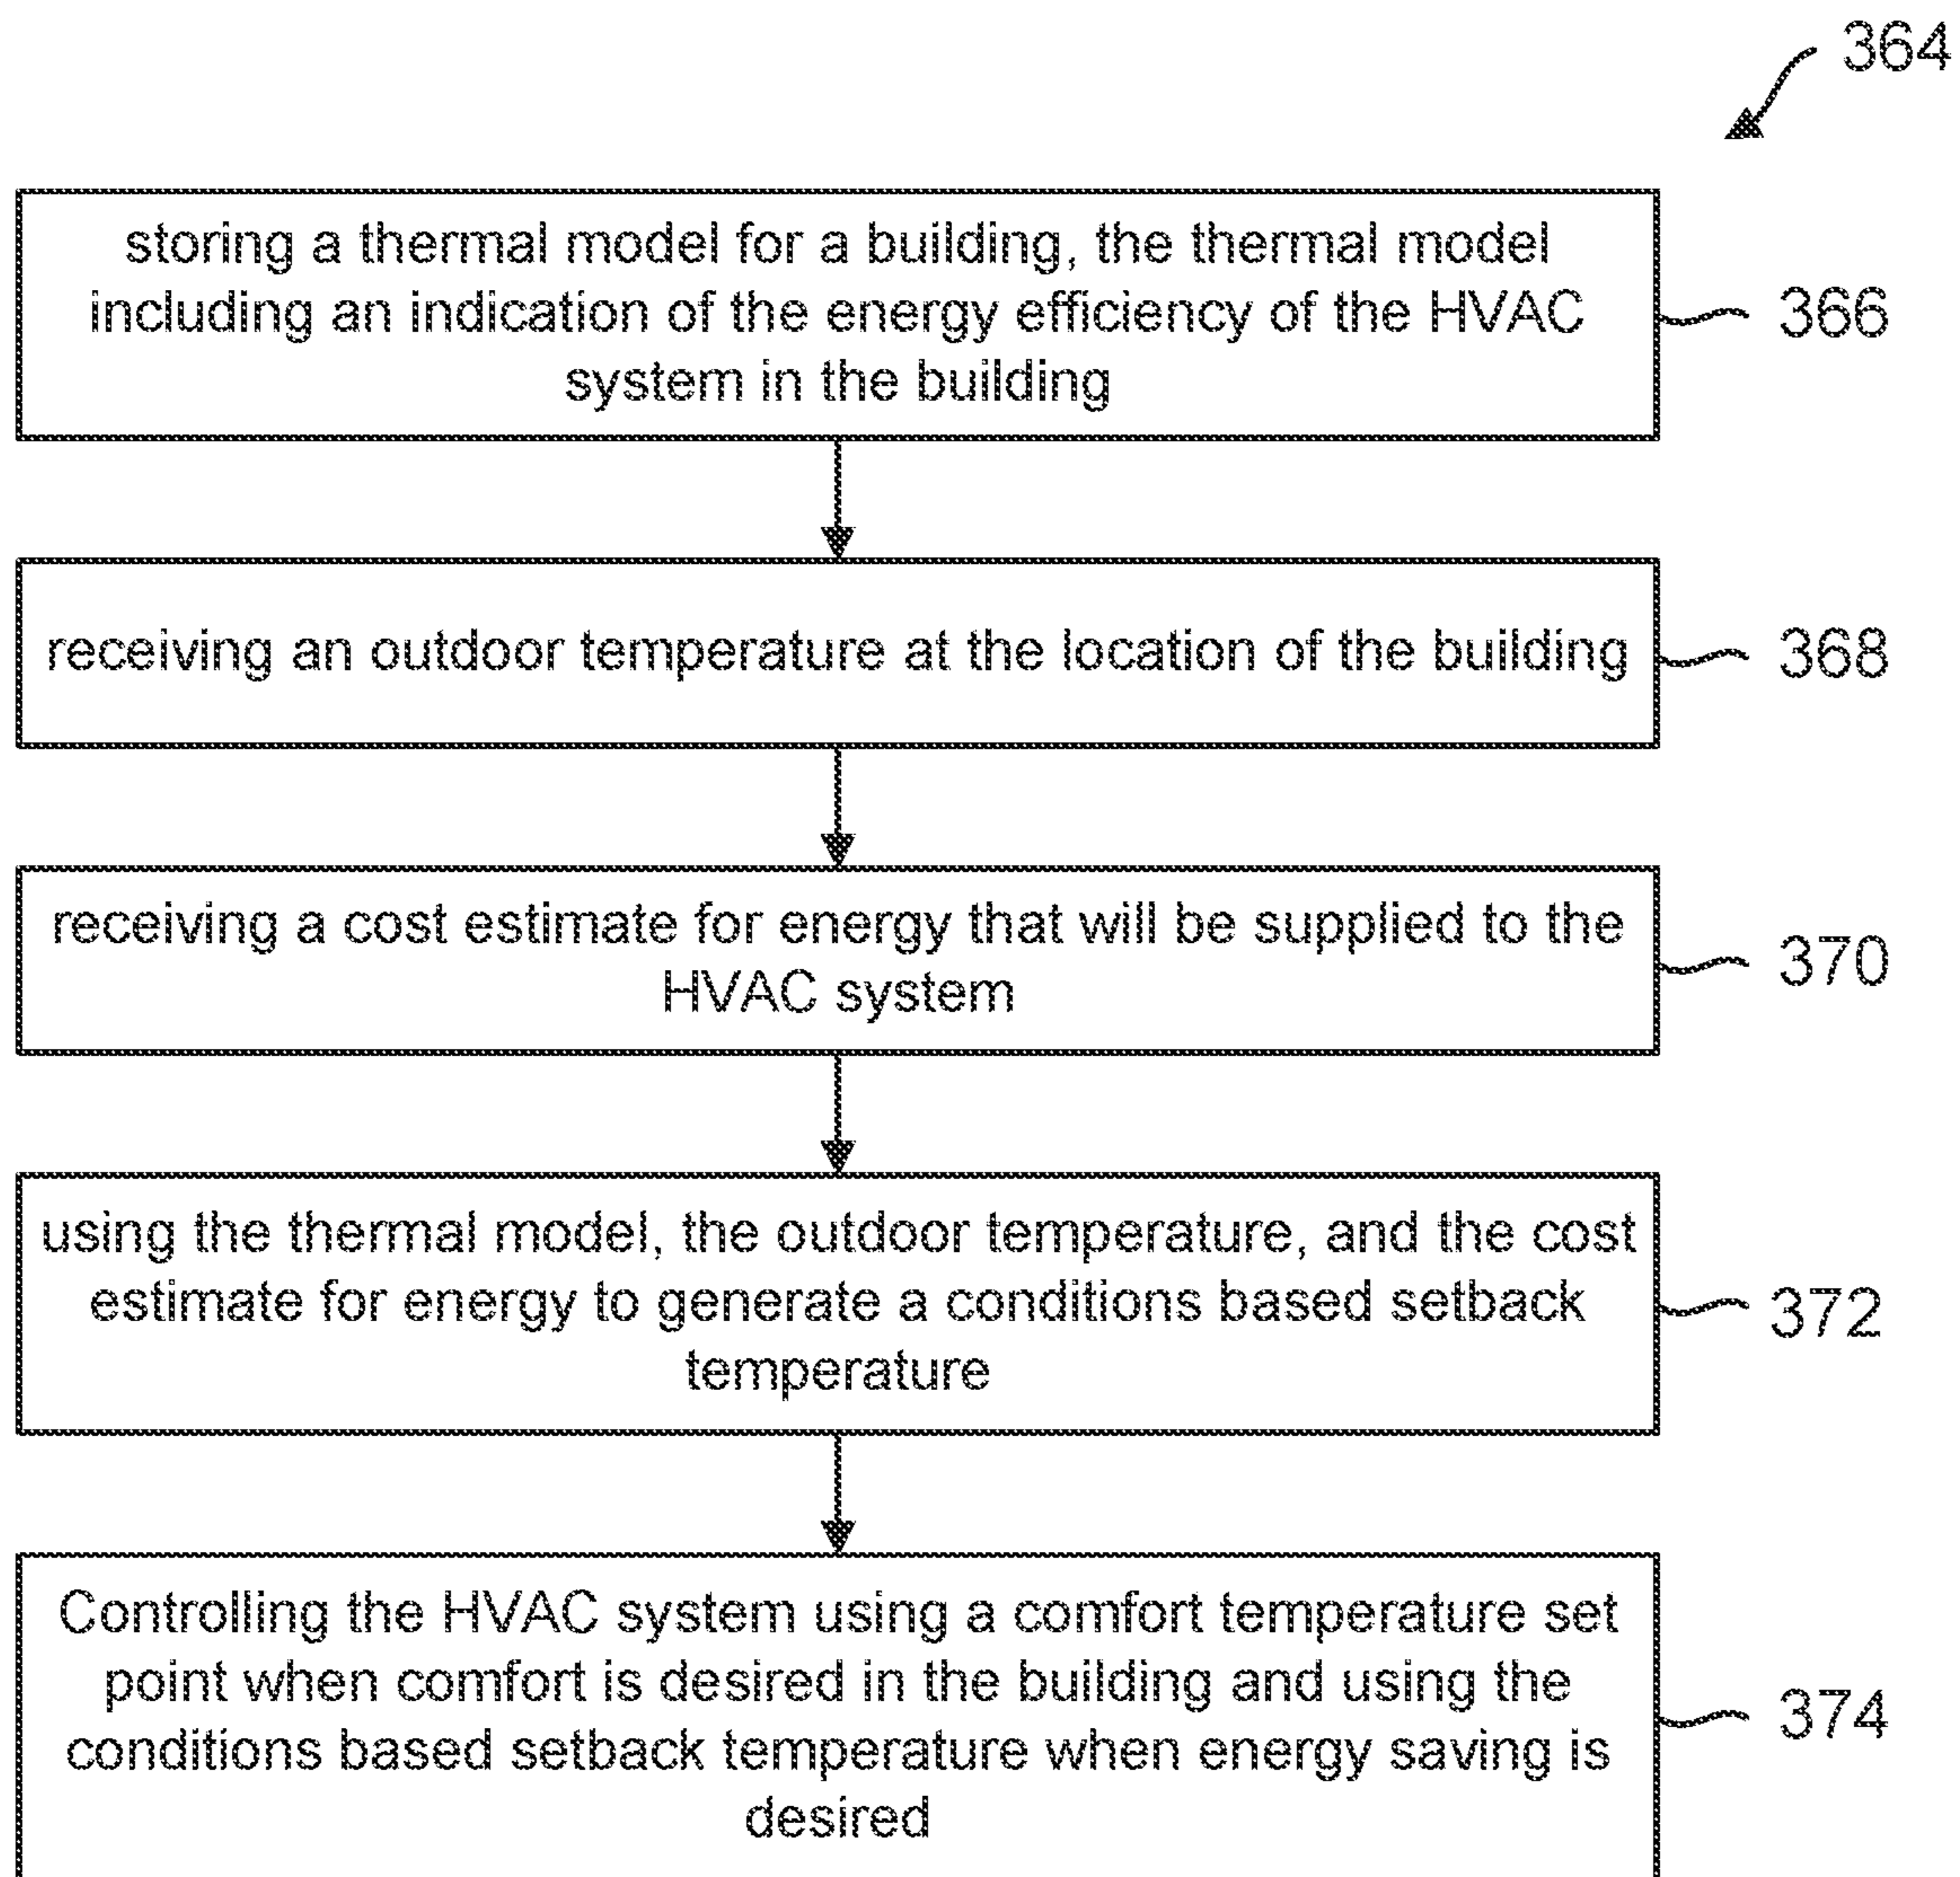 364
storing a thermal model for a building, the thermal model
including an indication of the energy efficiency of the HVAC
system in the building
366
receiving an outdoor temperature at the location of the building
368
receiving a cost estimate for energy that will be supplied to the
HVAC system
370
using the thermal model, the outdoor temperature, and the cost
estimate for energy to generate a conditions based setback
temperature
372
Controlling the HVAC system using a comfort temperature set
point when comfort is desired in the building and using the
conditions based setback temperature when energy saving is
desired
374